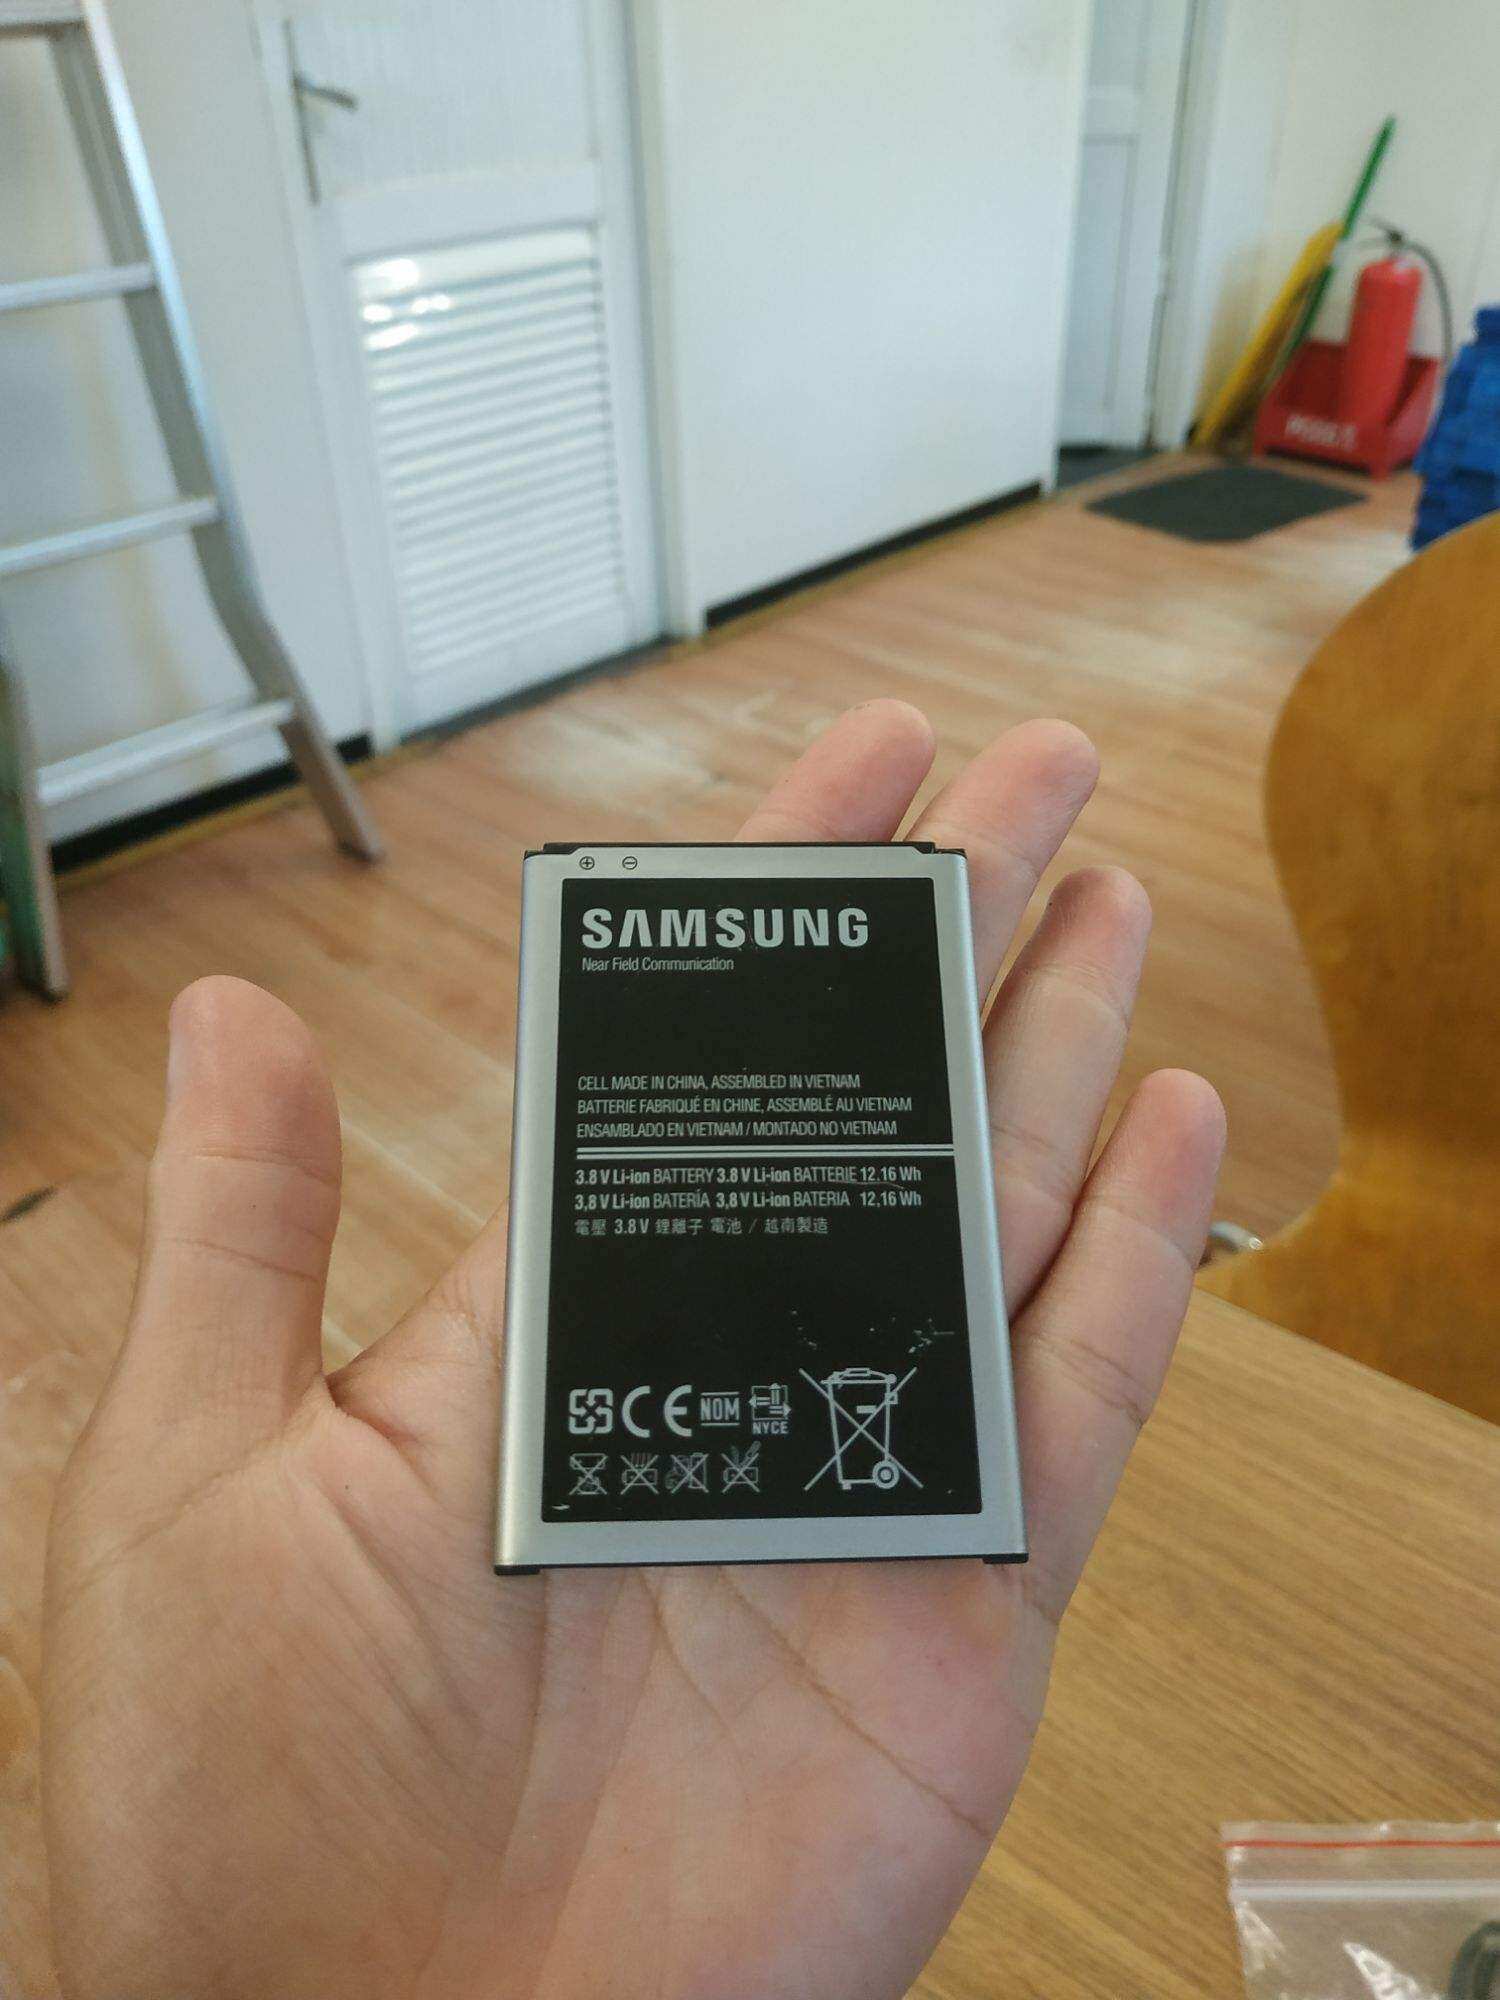 SAMSUNG
Near Field Communication
CELL MADE IN CHINA, ASSEMBLED IN VIETNAM
BATTERIE FABRIQUÉ EN CHINE, ASSEMBLÉ AU VIETNAM
ENSAMBLADO EN VIETNAM / MONTADO NO VIETNAM
3.8 V Li-ion BATTERY 3.8 V Li-ion BATTERIE 12.16 Wh
3,8 V Li-ion BATERÍA 3,8 V Li-ion BATERIA 12,16 Wh
電壓 3.8 V 鋰離子 電池 / 越南製造
CE NOM NYCE